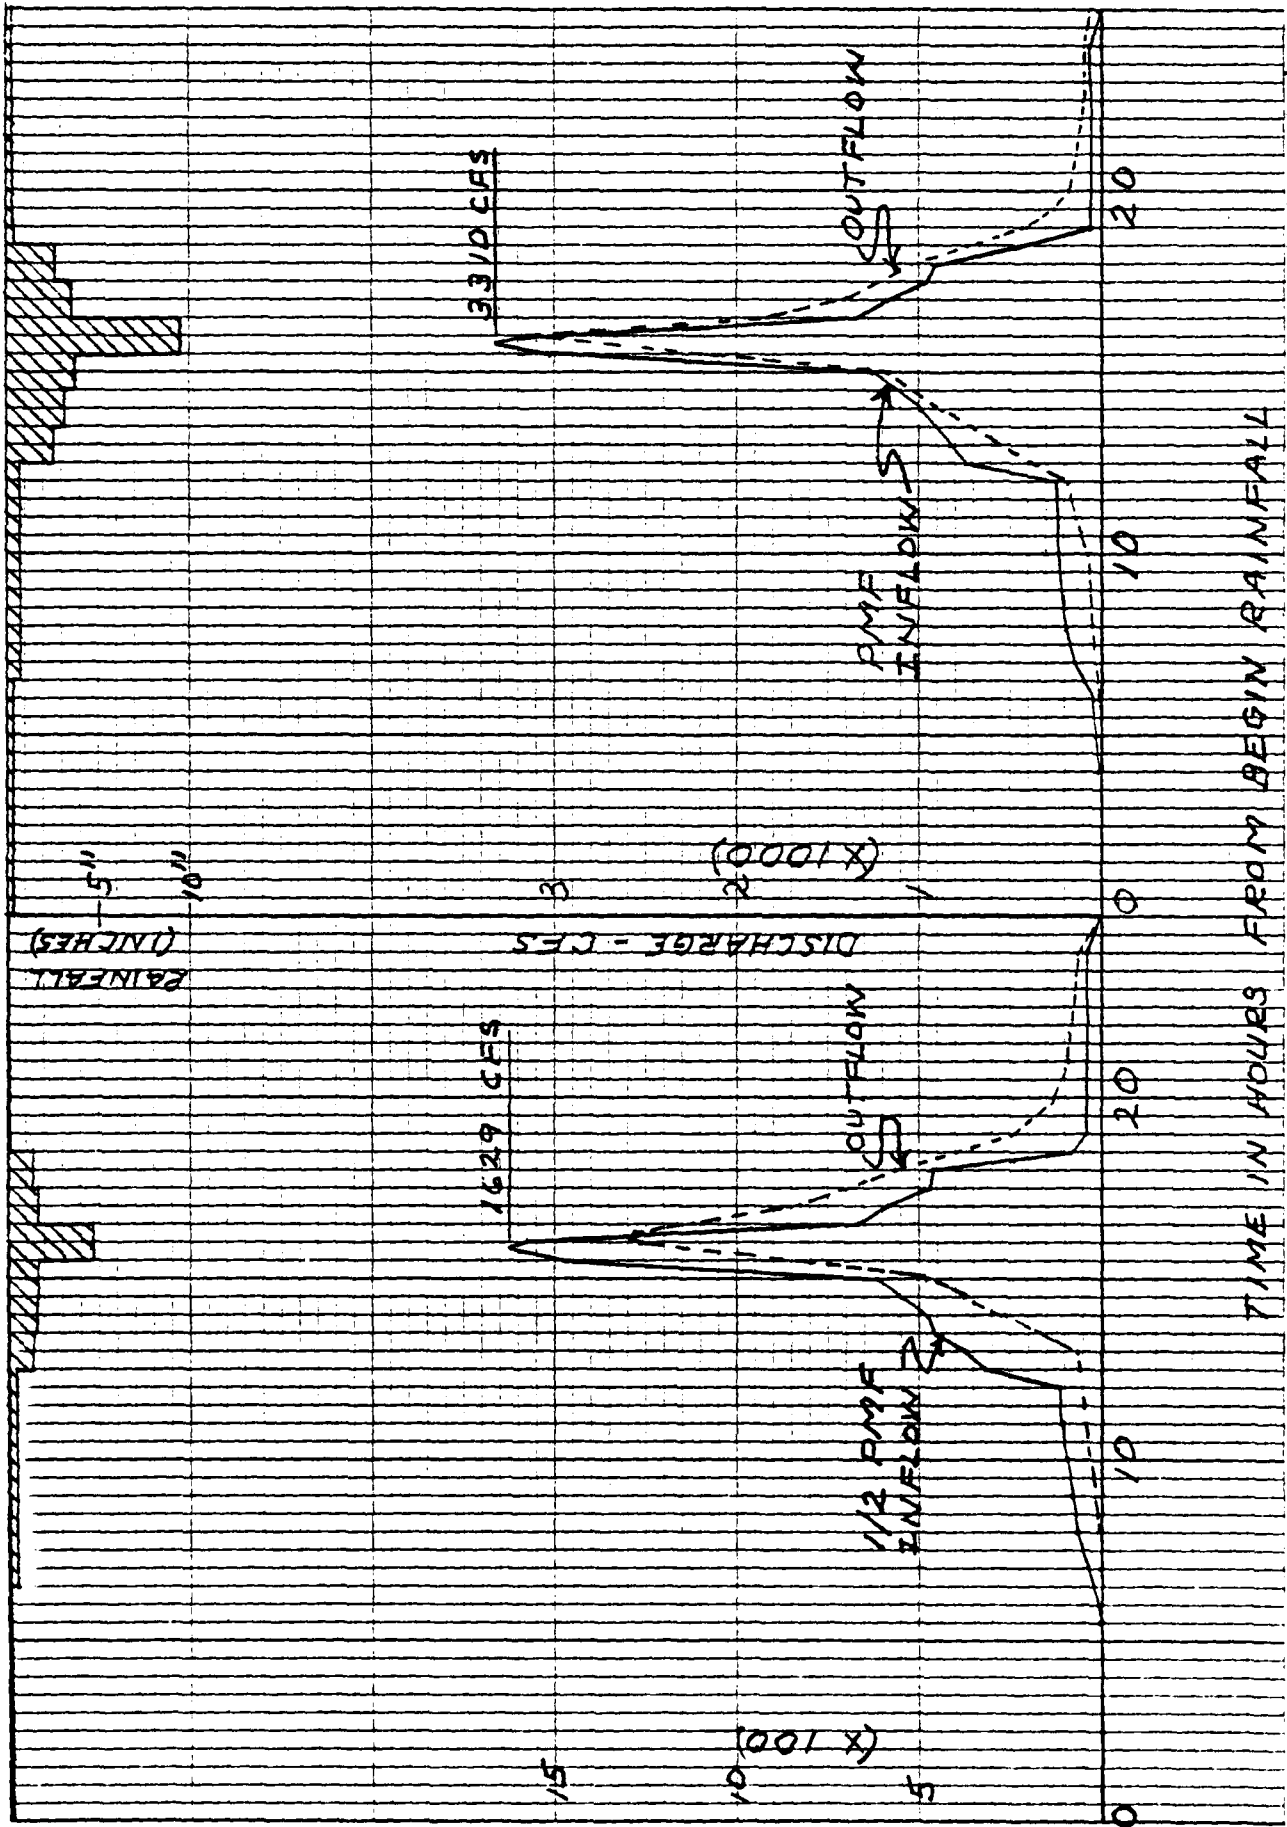 RAINFALL
(INCHES)
5"
10"
DISCHARGE - CFS
1629 CFS
3310 CFS
15
10
5
(X 100)
3
2
1
(X 1000)
1/2 PMF
INFLOW
OUTFLOW
PMF
INFLOW
OUTFLOW
0
10
20
0
10
20
TIME IN HOURS FROM BEGIN RAINFALL